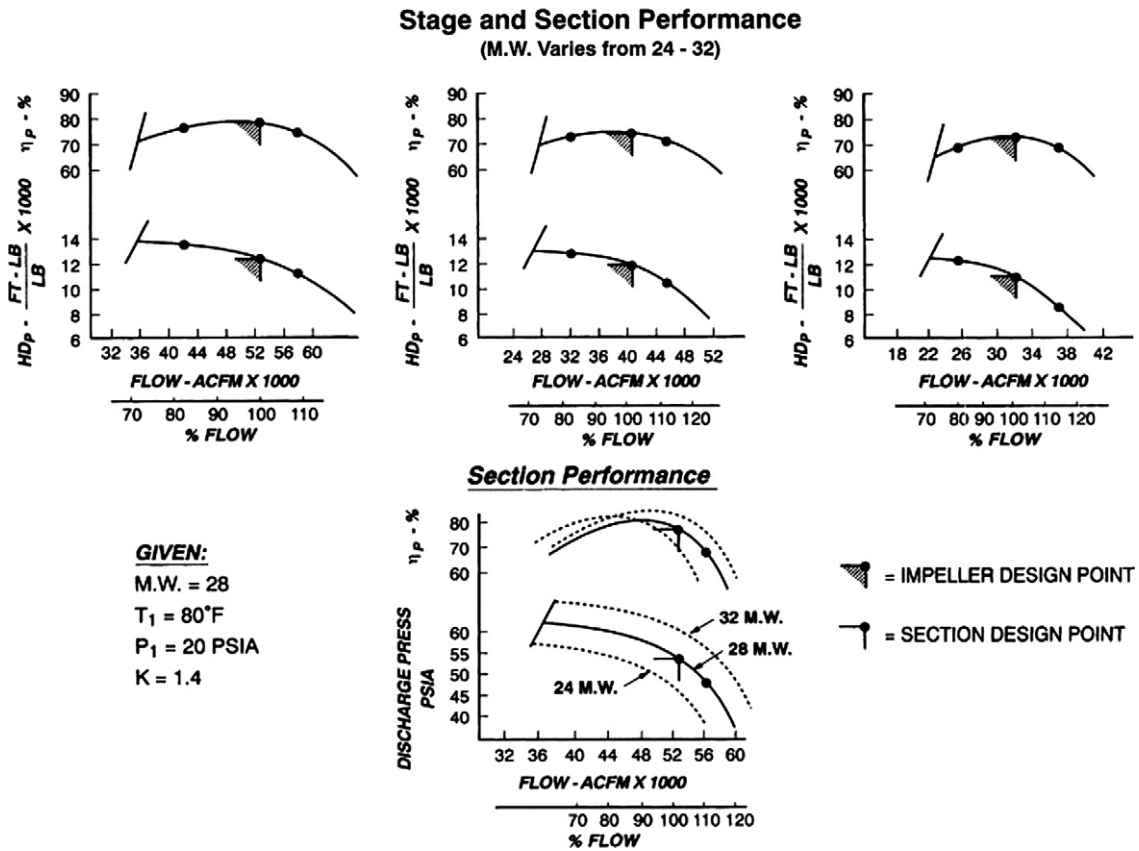 Stage and Section Performance
(M.W. Varies from 24 - 32)
ηP - %
90
80
70
60
HDP - FT - LB / LB X 1000
14
12
10
8
6
32 36 40 44 48 52 56 60
FLOW - ACFM X 1000
70 80 90 100 110
% FLOW
ηP - %
90
80
70
60
HDP - FT - LB / LB X 1000
14
12
10
8
6
24 28 32 36 40 44 48 52
FLOW - ACFM X 1000
70 80 90 100 110 120
% FLOW
ηP - %
90
80
70
60
HDP - FT - LB / LB X 1000
14
12
10
8
6
18 22 26 30 34 38 42
FLOW - ACFM X 1000
70 80 90 100 110 120
% FLOW
Section Performance
GIVEN:
M.W. = 28
T1 = 80°F
P1 = 20 PSIA
K = 1.4
ηP - %
80
70
60
DISCHARGE PRESS
PSIA
60
55
50
45
40
32 M.W.
28 M.W.
24 M.W.
32 36 40 44 48 52 56 60
FLOW - ACFM X 1000
70 80 90 100 110 120
% FLOW
= IMPELLER DESIGN POINT
= SECTION DESIGN POINT